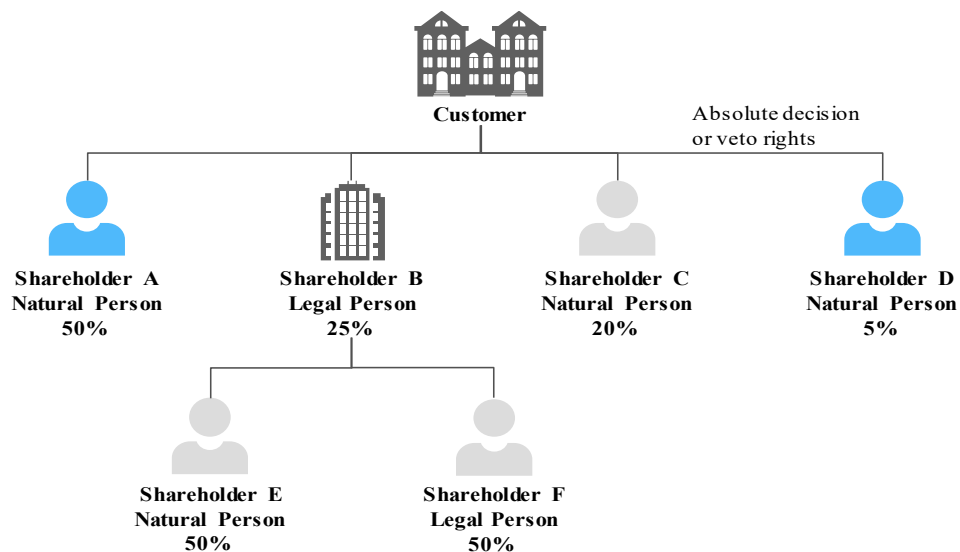 Customer
Absolute decision
or veto rights
Shareholder A
Natural Person
50%
Shareholder B
Legal Person
25%
Shareholder C
Natural Person
20%
Shareholder D
Natural Person
5%
Shareholder E
Natural Person
50%
Shareholder F
Legal Person
50%